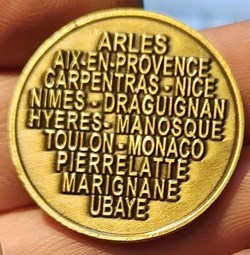 ARLES
AIX-EN-PROVENCE
CARPENTRAS - NICE
NIMES - DRAGUIGNAN
HYERES - MANOSQUE
TOULON - MONACO
PIERRELATTE
MARIGNANE
UBAYE